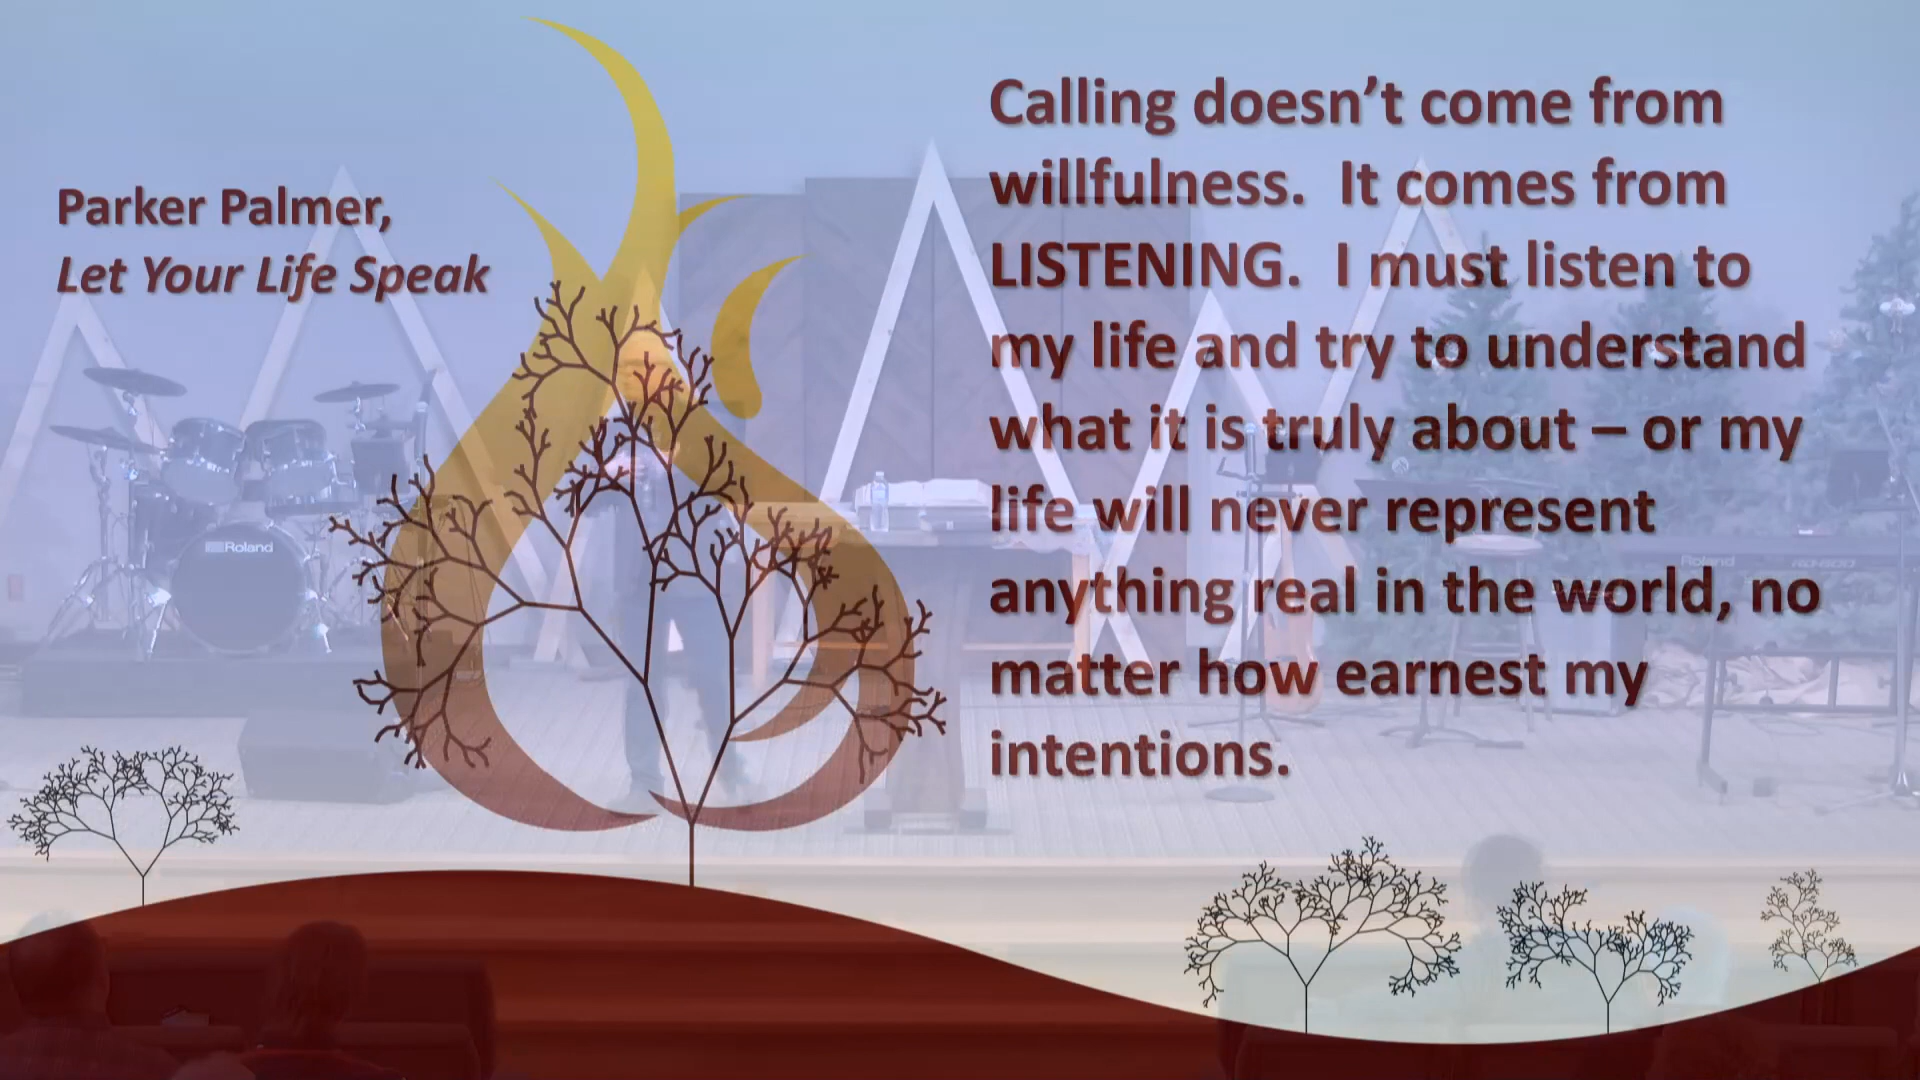 Parker Palmer,
Let Your Life Speak
Calling doesn’t come from
willfulness.  It comes from
LISTENING.  I must listen to
my life and try to understand
what it is truly about – or my
life will never represent
anything real in the world, no
matter how earnest my
intentions.
Roland
Roland